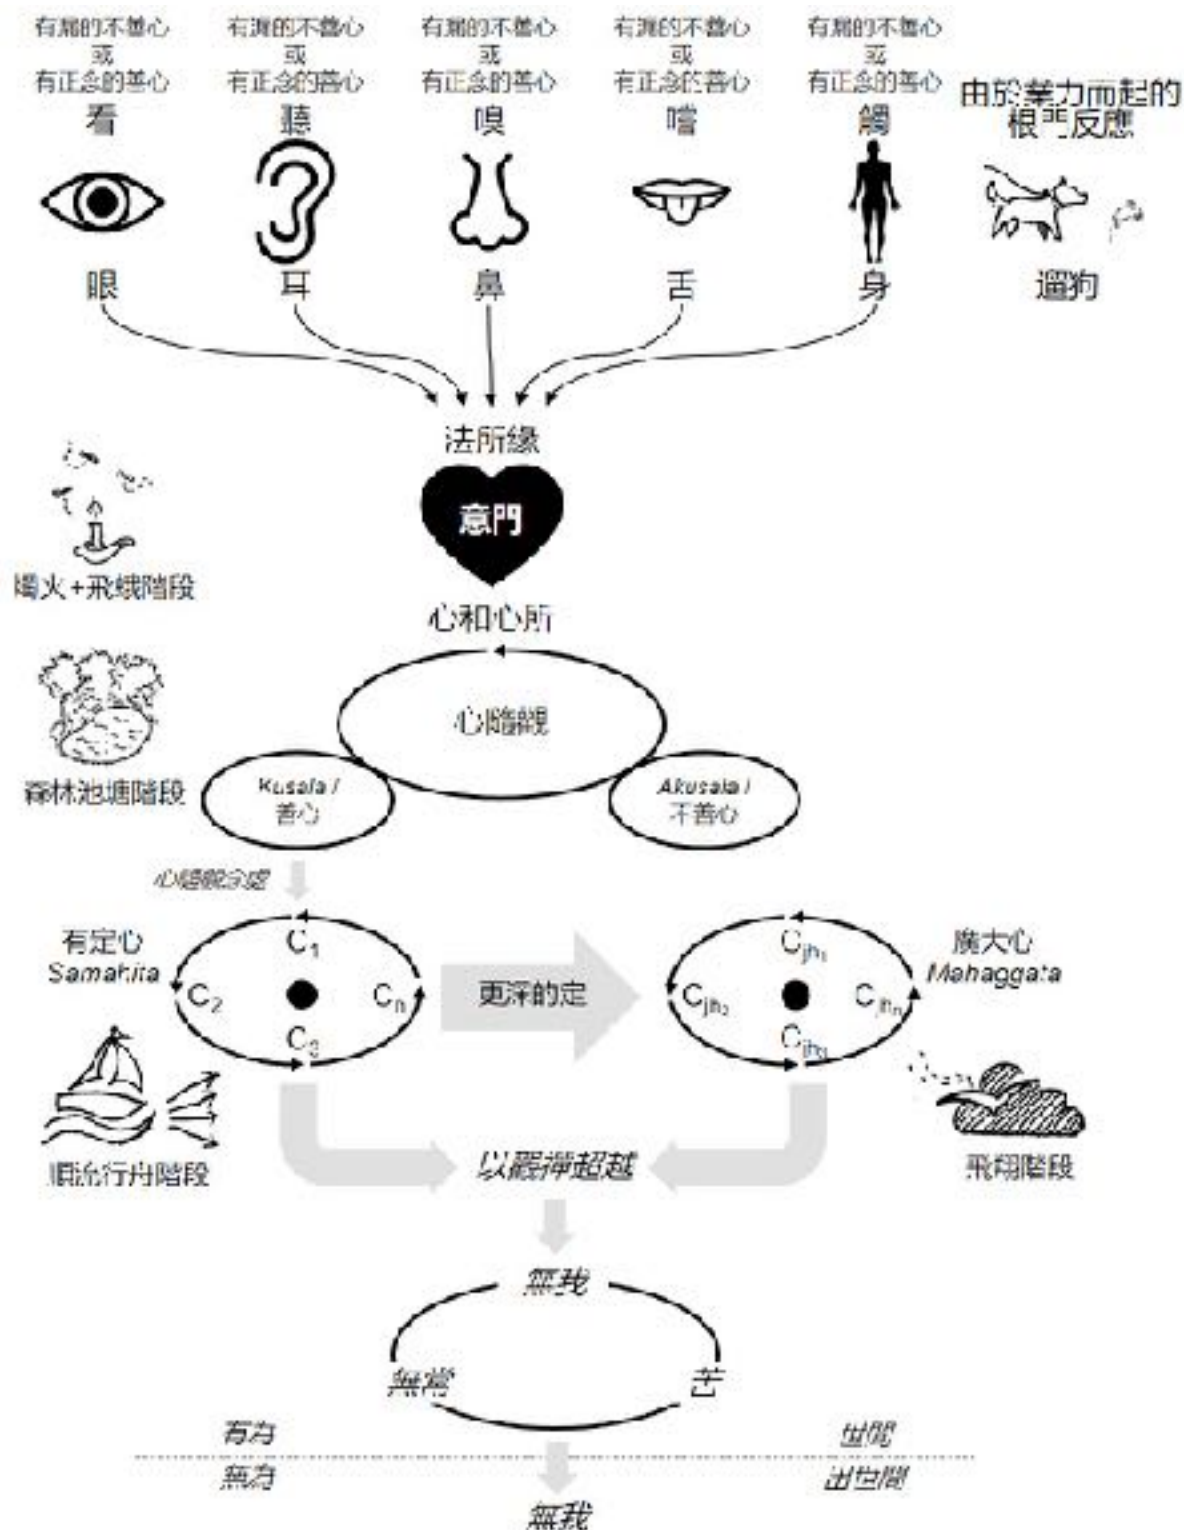 有漏的不善心 有漏的不善心 有漏的不善心 有漏的不善心 有漏的不善心
或 或 或 或 或
有正念的善心 有正念的善心 有正念的善心 有正念的善心 有正念的善心
看 聽 嗅 嚐 觸
由於業力而起的
根門反應
眼 耳 鼻 舌 身 遛狗
法所緣
意門
燭火+飛蛾階段
心和心所
心隨觀
森林池塘階段
Kusala /
善心
Akusala /
不善心
心隨觀念處
有定心
Samahita
C1
C2
Cn
C3
更深的定
Cjh1
Cjh2
Cjhn
Cjh3
廣大心
Mahaggata
順流行舟階段
以觀禪超越
飛翔階段
無我
無常 苦
有為 世間
無為 出世間
無我